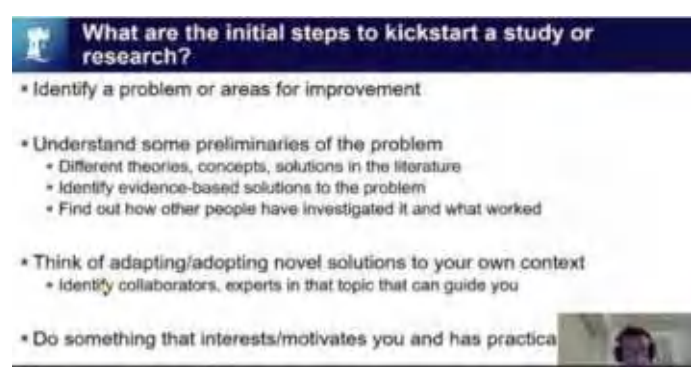 What are the initial steps to kickstart a study or
research?
• Identify a problem or areas for improvement
• Understand some preliminaries of the problem
• Different theories, concepts, solutions in the literature
• Identify evidence-based solutions to the problem
• Find out how other people have investigated it and what worked
• Think of adapting/adopting novel solutions to your own context
• Identify collaborators, experts in that topic that can guide you
• Do something that interests/motivates you and has practica